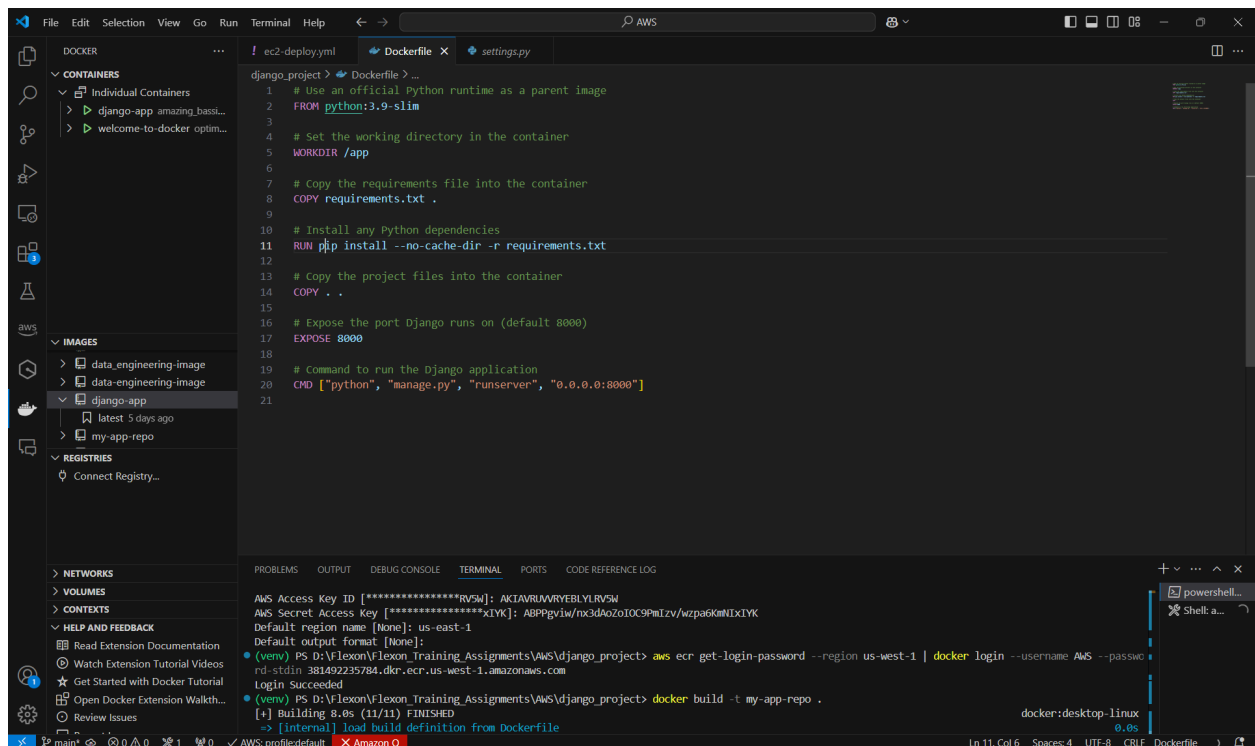 File Edit Selection View Go Run Terminal Help
AWS
DOCKER
CONTAINERS
Individual Containers
django-app amazing_bassi...
welcome-to-docker optim...
IMAGES
data_engineering-image
data-engineering-image
django-app
latest 5 days ago
my-app-repo
REGISTRIES
Connect Registry...
NETWORKS
VOLUMES
CONTEXTS
HELP AND FEEDBACK
Read Extension Documentation
Watch Extension Tutorial Videos
Get Started with Docker Tutorial
Open Docker Extension Walkth...
Review Issues
3
aws
1
! ec2-deploy.yml
Dockerfile
settings.py
django_project > Dockerfile > ...
1 # Use an official Python runtime as a parent image
2 FROM python:3.9-slim
3
4 # Set the working directory in the container
5 WORKDIR /app
6
7 # Copy the requirements file into the container
8 COPY requirements.txt .
9
10 # Install any Python dependencies
11 RUN pip install --no-cache-dir -r requirements.txt
12
13 # Copy the project files into the container
14 COPY . .
15
16 # Expose the port Django runs on (default 8000)
17 EXPOSE 8000
18
19 # Command to run the Django application
20 CMD ["python", "manage.py", "runserver", "0.0.0.0:8000"]
21
PROBLEMS OUTPUT DEBUG CONSOLE TERMINAL PORTS CODE REFERENCE LOG
AWS Access Key ID [****************RV5W]:
AWS Secret Access Key [****************xIYK]:
Default region name [None]: us-east-1
Default output format [None]:
(venv) PS D:\Flexon\Flexon_Training_Assignments\AWS\django_project> aws ecr get-login-password --region us-west-1 | docker login --username AWS --passwo
rd-stdin 381492235784.dkr.ecr.us-west-1.amazonaws.com
Login Succeeded
(venv) PS D:\Flexon\Flexon_Training_Assignments\AWS\django_project> docker build -t my-app-repo .
[+] Building 8.0s (11/11) FINISHED docker:desktop-linux
=> [internal] load build definition from Dockerfile 0.0s
powershell...
Shell: a...
main* 0 0 1 0 AWS: profile:default Amazon Q
Ln 11, Col 6 Spaces: 4 UTF-8 CRLF Dockerfile